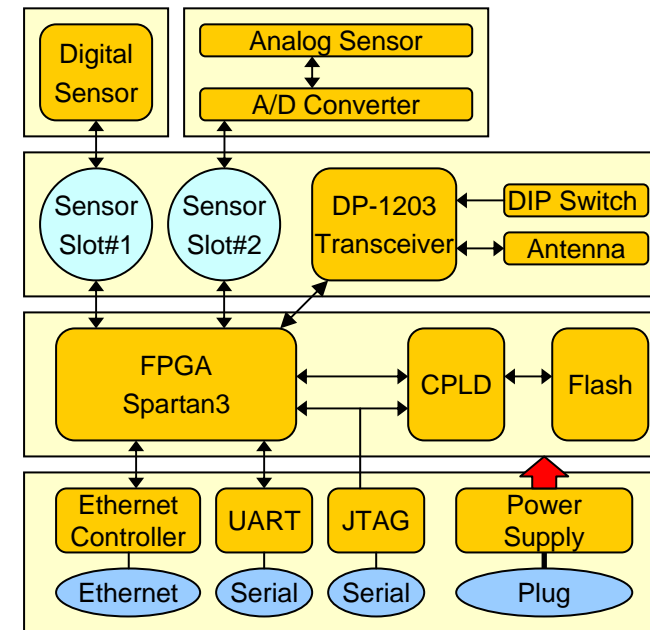 Digital
Sensor
Analog Sensor
A/D Converter
Sensor
Slot#1
Sensor
Slot#2
DP-1203
Transceiver
DIP Switch
Antenna
FPGA
Spartan3
CPLD
Flash
Ethernet
Controller
UART
JTAG
Power
Supply
Ethernet
Serial
Serial
Plug